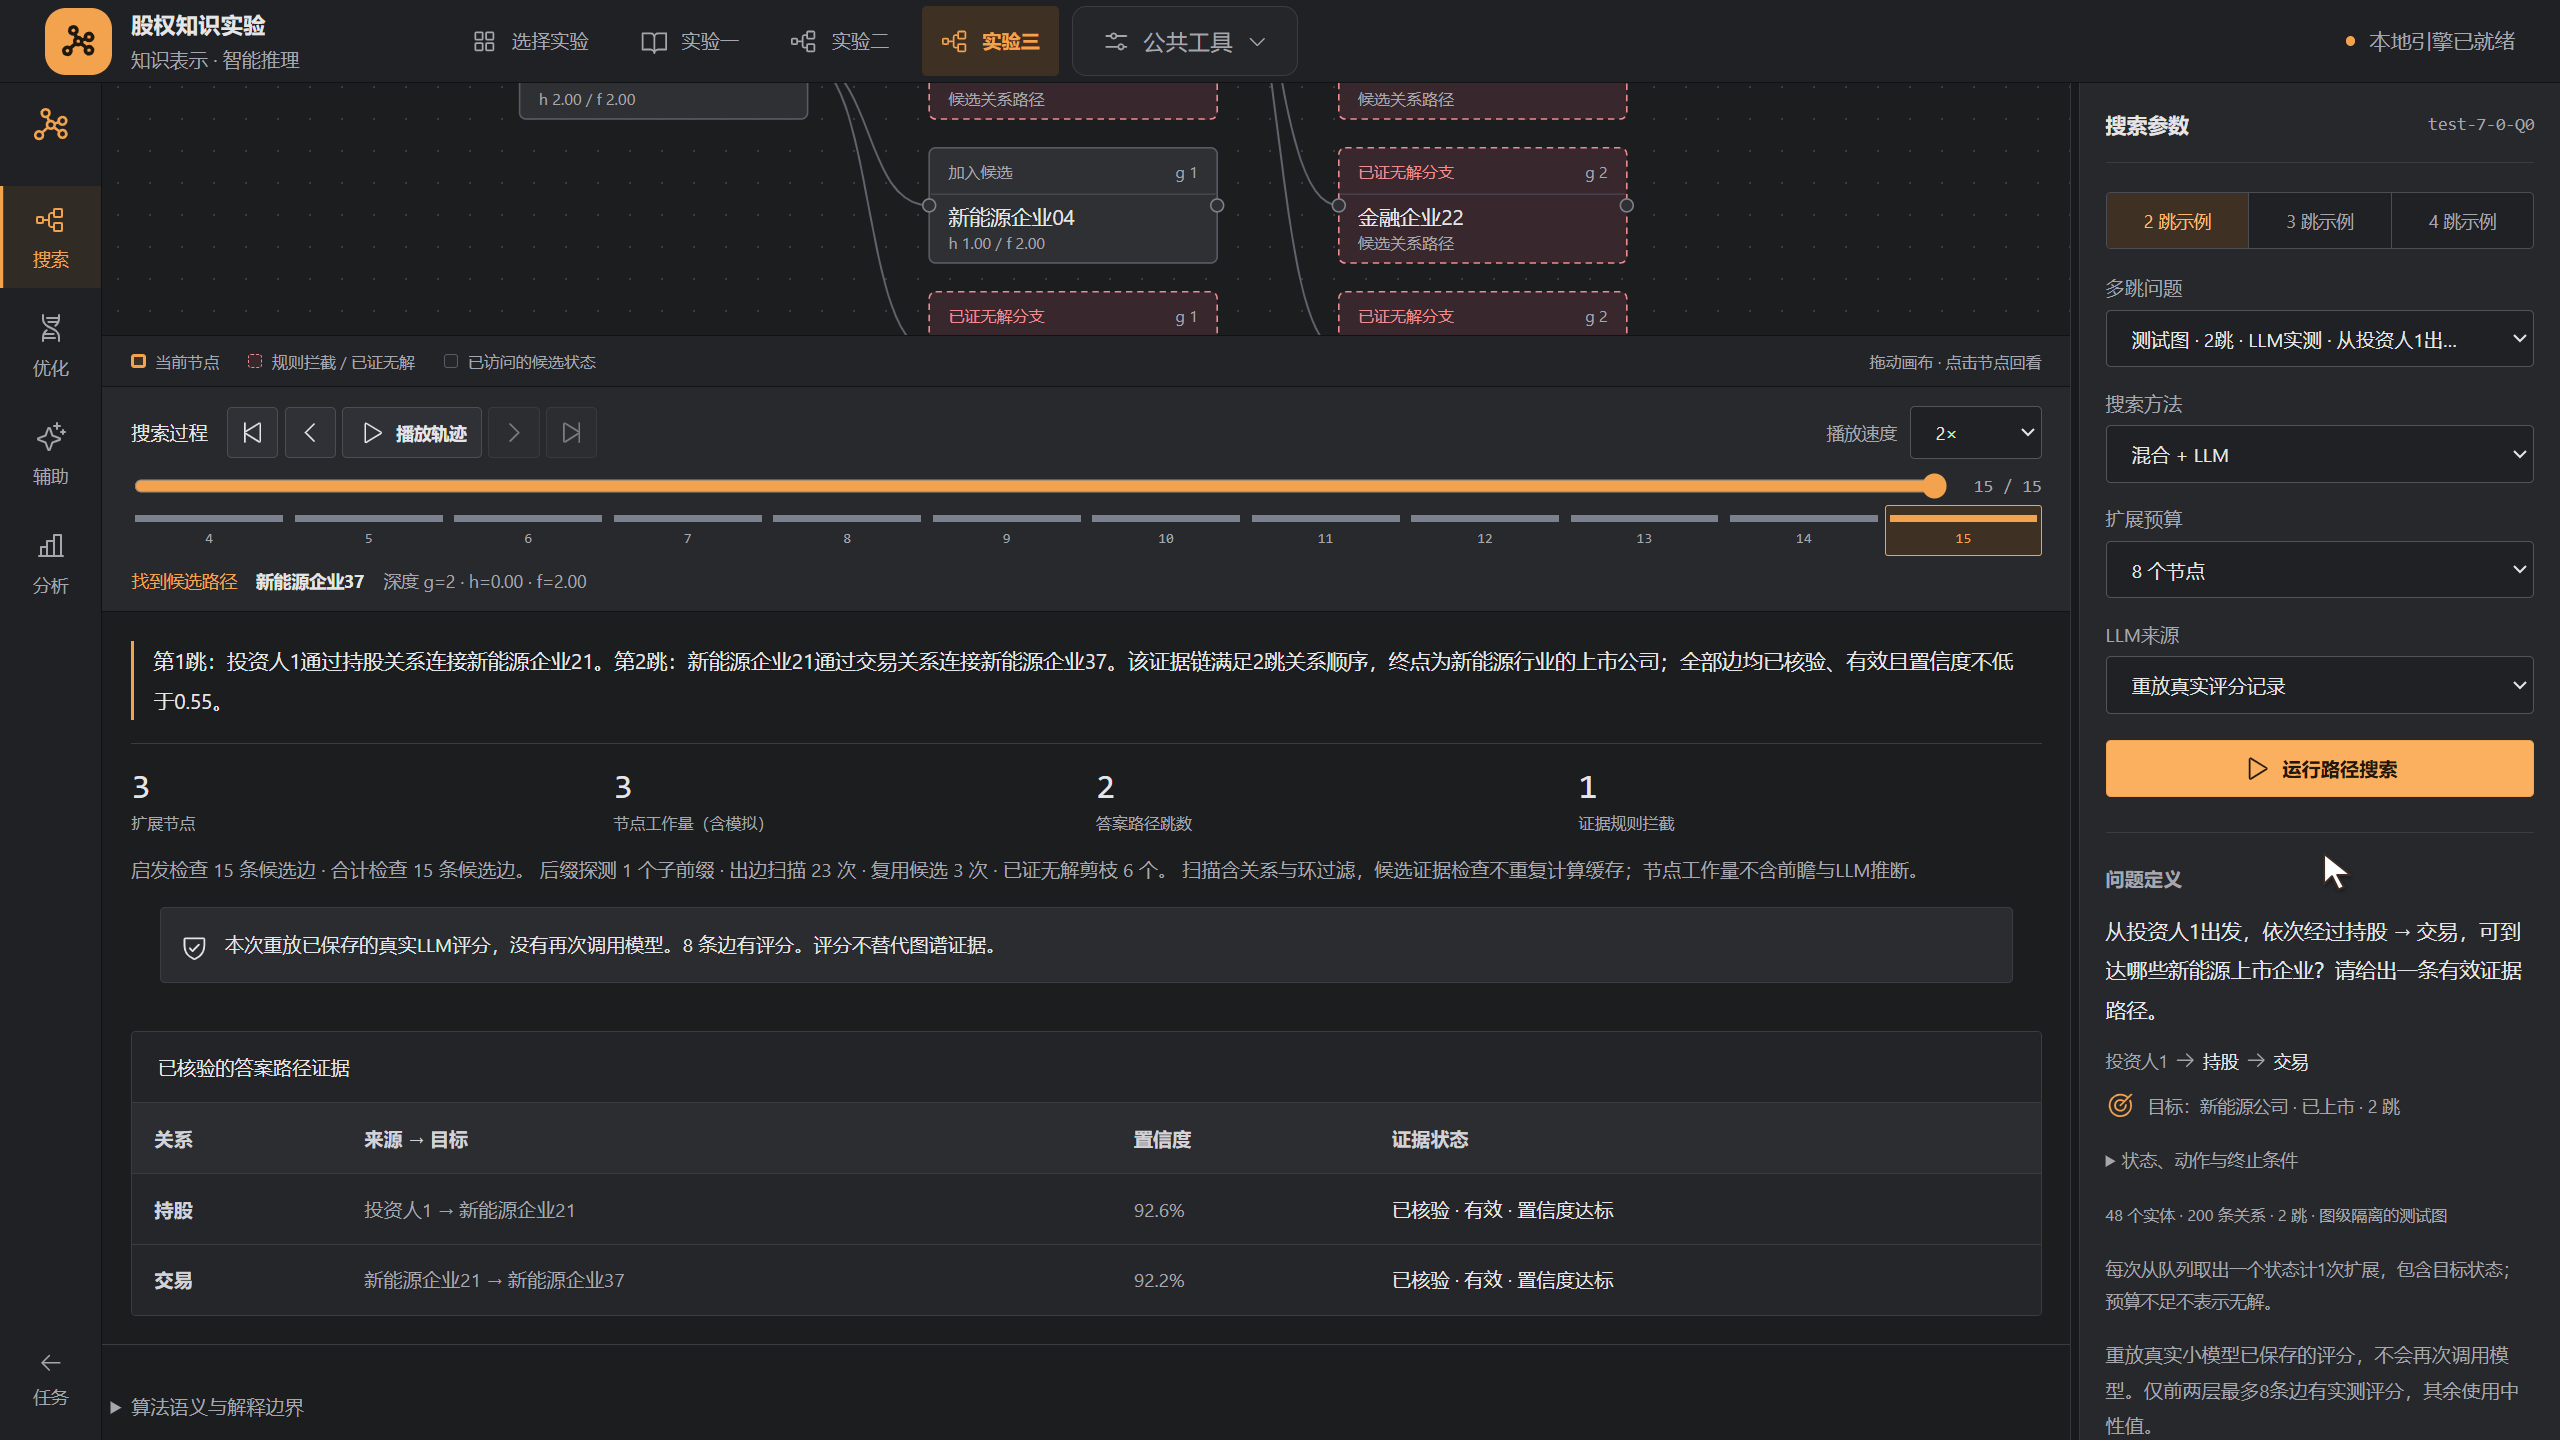 股权知识实验
知识表示 · 智能推理
选择实验
实验一
实验二
实验三
公共工具
本地引擎已就绪
搜索
优化
辅助
分析
任务
h 2.00 / f 2.00
候选关系路径
候选关系路径
加入候选 g 1
新能源企业04
h 1.00 / f 2.00
已证无解分支 g 2
金融企业22
候选关系路径
已证无解分支 g 1
已证无解分支 g 2
当前节点
规则拦截 / 已证无解
已访问的候选状态
拖动画布 · 点击节点回看
搜索过程
播放轨迹
播放速度
2×
15 / 15
4 5 6 7 8 9 10 11 12 13 14 15
找到候选路径 新能源企业37 深度 g=2 · h=0.00 · f=2.00
第1跳：投资人1通过持股关系连接新能源企业21。第2跳：新能源企业21通过交易关系连接新能源企业37。该证据链满足2跳关系顺序，终点为新能源行业的上市公司；全部边均已核验、有效且置信度不低
于0.55。
3 3 2 1
扩展节点 节点工作量（含模拟） 答案路径跳数 证据规则拦截
启发检查 15 条候选边 · 合计检查 15 条候选边。 后缀探测 1 个子前缀 · 出边扫描 23 次 · 复用候选 3 次 · 已证无解剪枝 6 个。 扫描含关系与环过滤，候选证据检查不重复计算缓存；节点工作量不含前瞻与LLM推断。
本次重放已保存的真实LLM评分，没有再次调用模型。8 条边有评分。评分不替代图谱证据。
已核验的答案路径证据
关系 来源 → 目标 置信度 证据状态
持股 投资人1 → 新能源企业21 92.6% 已核验 · 有效 · 置信度达标
交易 新能源企业21 → 新能源企业37 92.2% 已核验 · 有效 · 置信度达标
算法语义与解释边界
搜索参数
test-7-0-Q0
2 跳示例 3 跳示例 4 跳示例
多跳问题
测试图 · 2跳 · LLM实测 · 从投资人1出...
搜索方法
混合 + LLM
扩展预算
8 个节点
LLM来源
重放真实评分记录
运行路径搜索
问题定义
从投资人1出发，依次经过持股 → 交易，可到
达哪些新能源上市企业？请给出一条有效证据
路径。
投资人1 → 持股 → 交易
目标：新能源公司 · 已上市 · 2 跳
状态、动作与终止条件
48 个实体 · 200 条关系 · 2 跳 · 图级隔离的测试图
每次从队列取出一个状态计1次扩展，包含目标状态；
预算不足不表示无解。
重放真实小模型已保存的评分，不会再次调用模
型。仅前两层最多8条边有实测评分，其余使用中
性值。